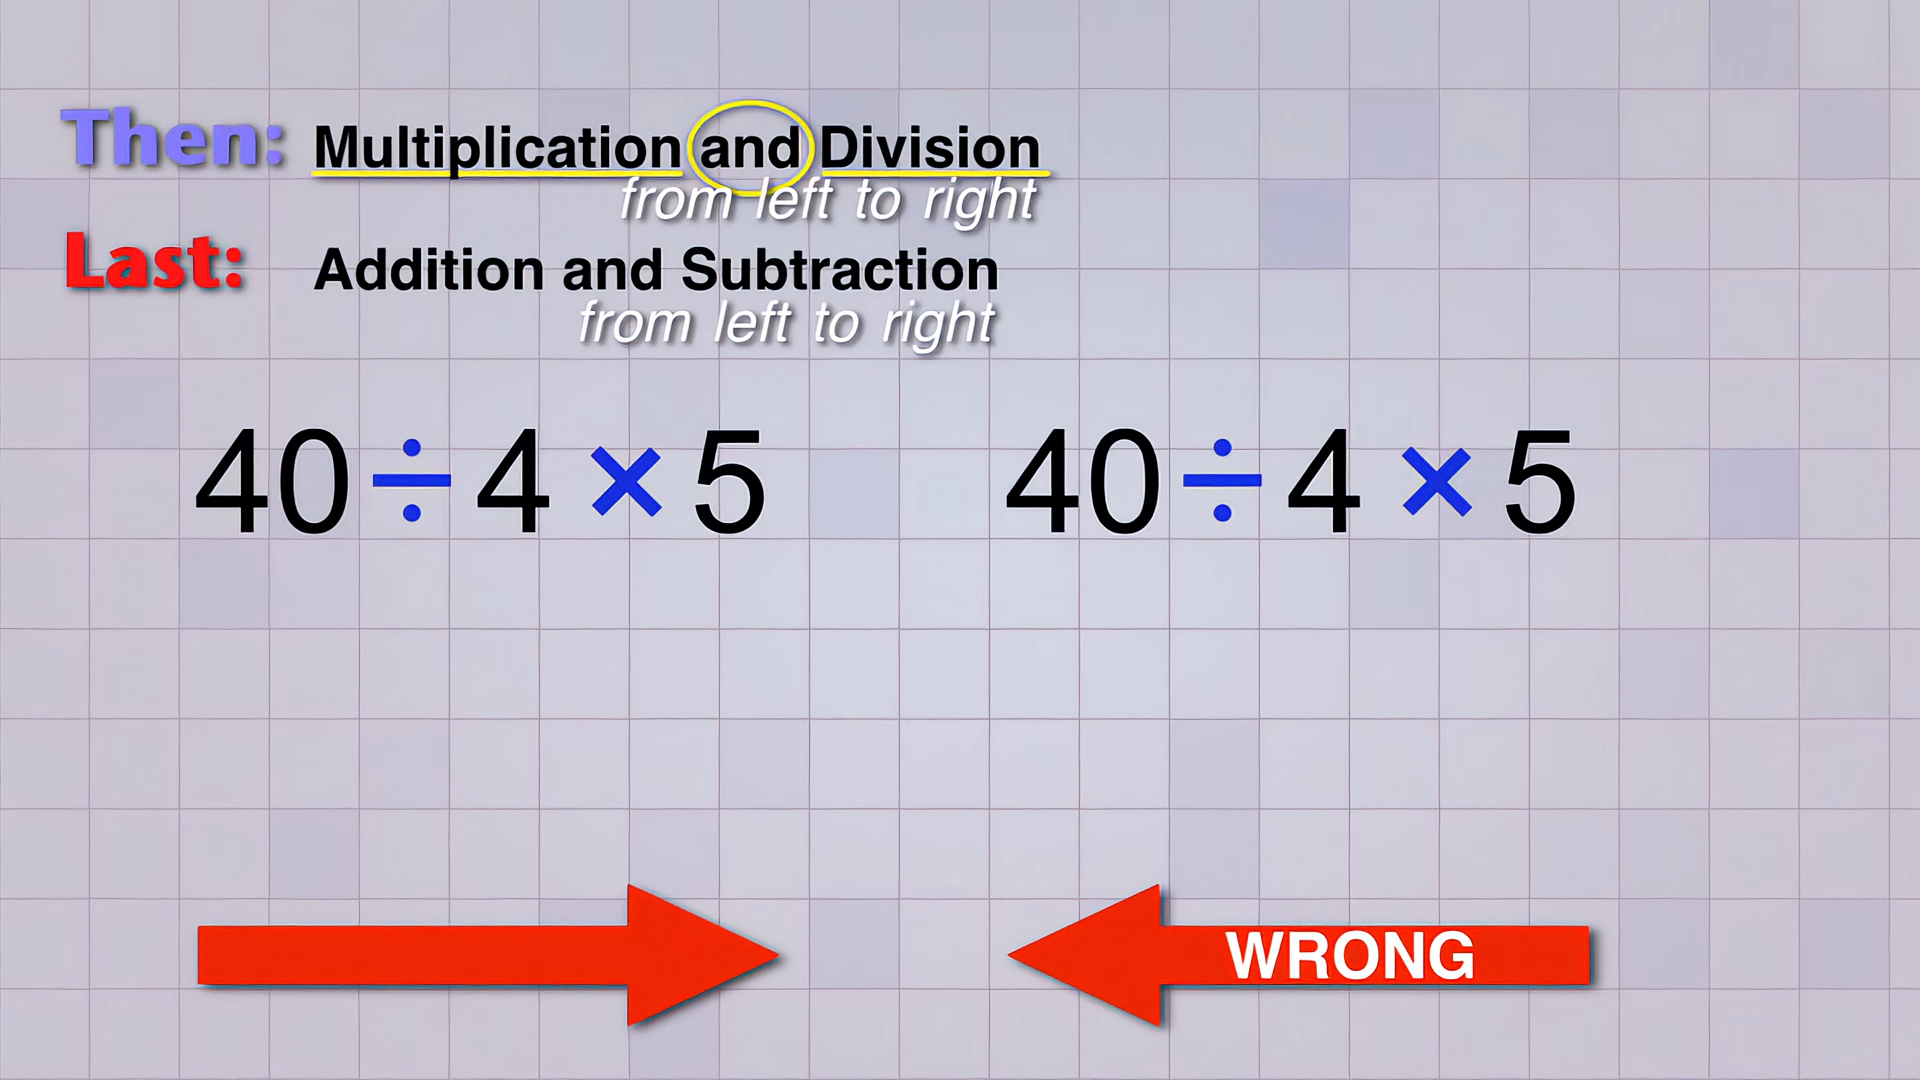 Then: Multiplication and Division
from left to right
Last: Addition and Subtraction
from left to right
40 ÷ 4 × 5
40 ÷ 4 × 5
WRONG